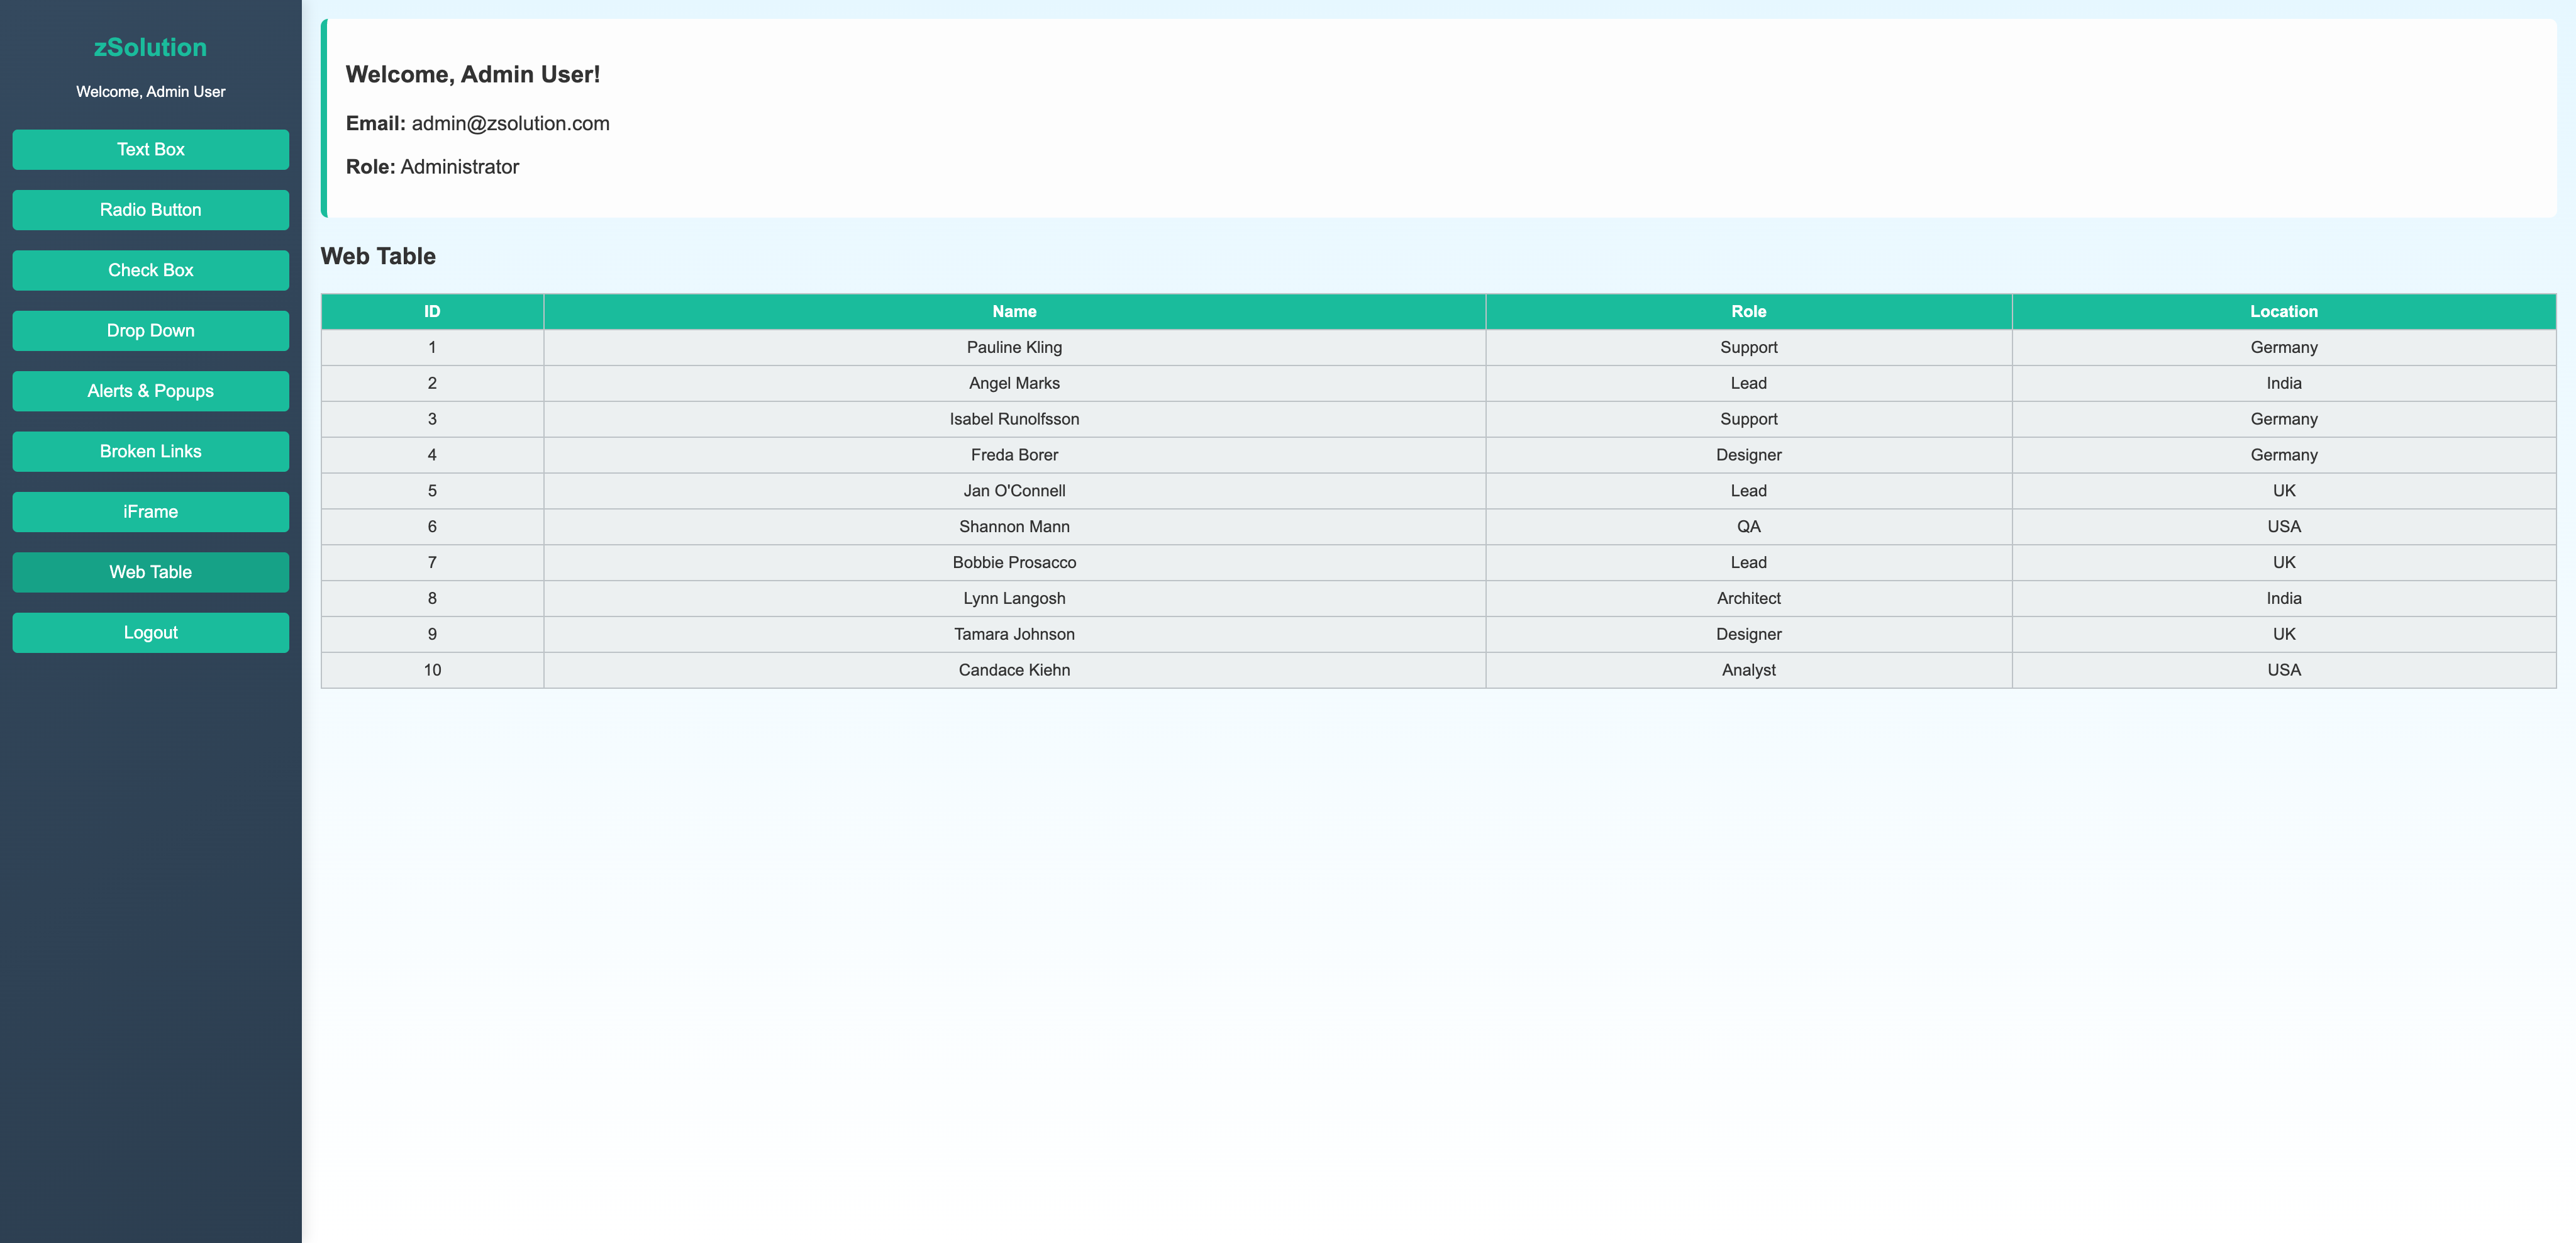 zSolution
Welcome, Admin User
Text Box
Radio Button
Check Box
Drop Down
Alerts & Popups
Broken Links
iFrame
Web Table
Logout
Welcome, Admin User!
Email: admin@zsolution.com
Role: Administrator
Web Table
ID Name Role Location
1 Pauline Kling Support Germany
2 Angel Marks Lead India
3 Isabel Runolfsson Support Germany
4 Freda Borer Designer Germany
5 Jan O'Connell Lead UK
6 Shannon Mann QA USA
7 Bobbie Prosacco Lead UK
8 Lynn Langosh Architect India
9 Tamara Johnson Designer UK
10 Candace Kiehn Analyst USA